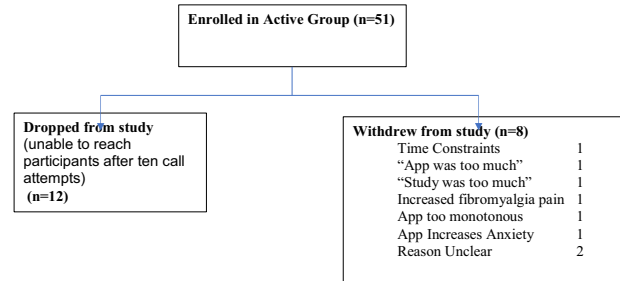 Enrolled in Active Group (n=51)
Dropped from study
(unable to reach
participants after ten call
attempts)
(n=12)
Withdrew from study (n=8)
Time Constraints 1
“App was too much” 1
“Study was too much” 1
Increased fibromyalgia pain 1
App too monotonous 1
App Increases Anxiety 1
Reason Unclear 2